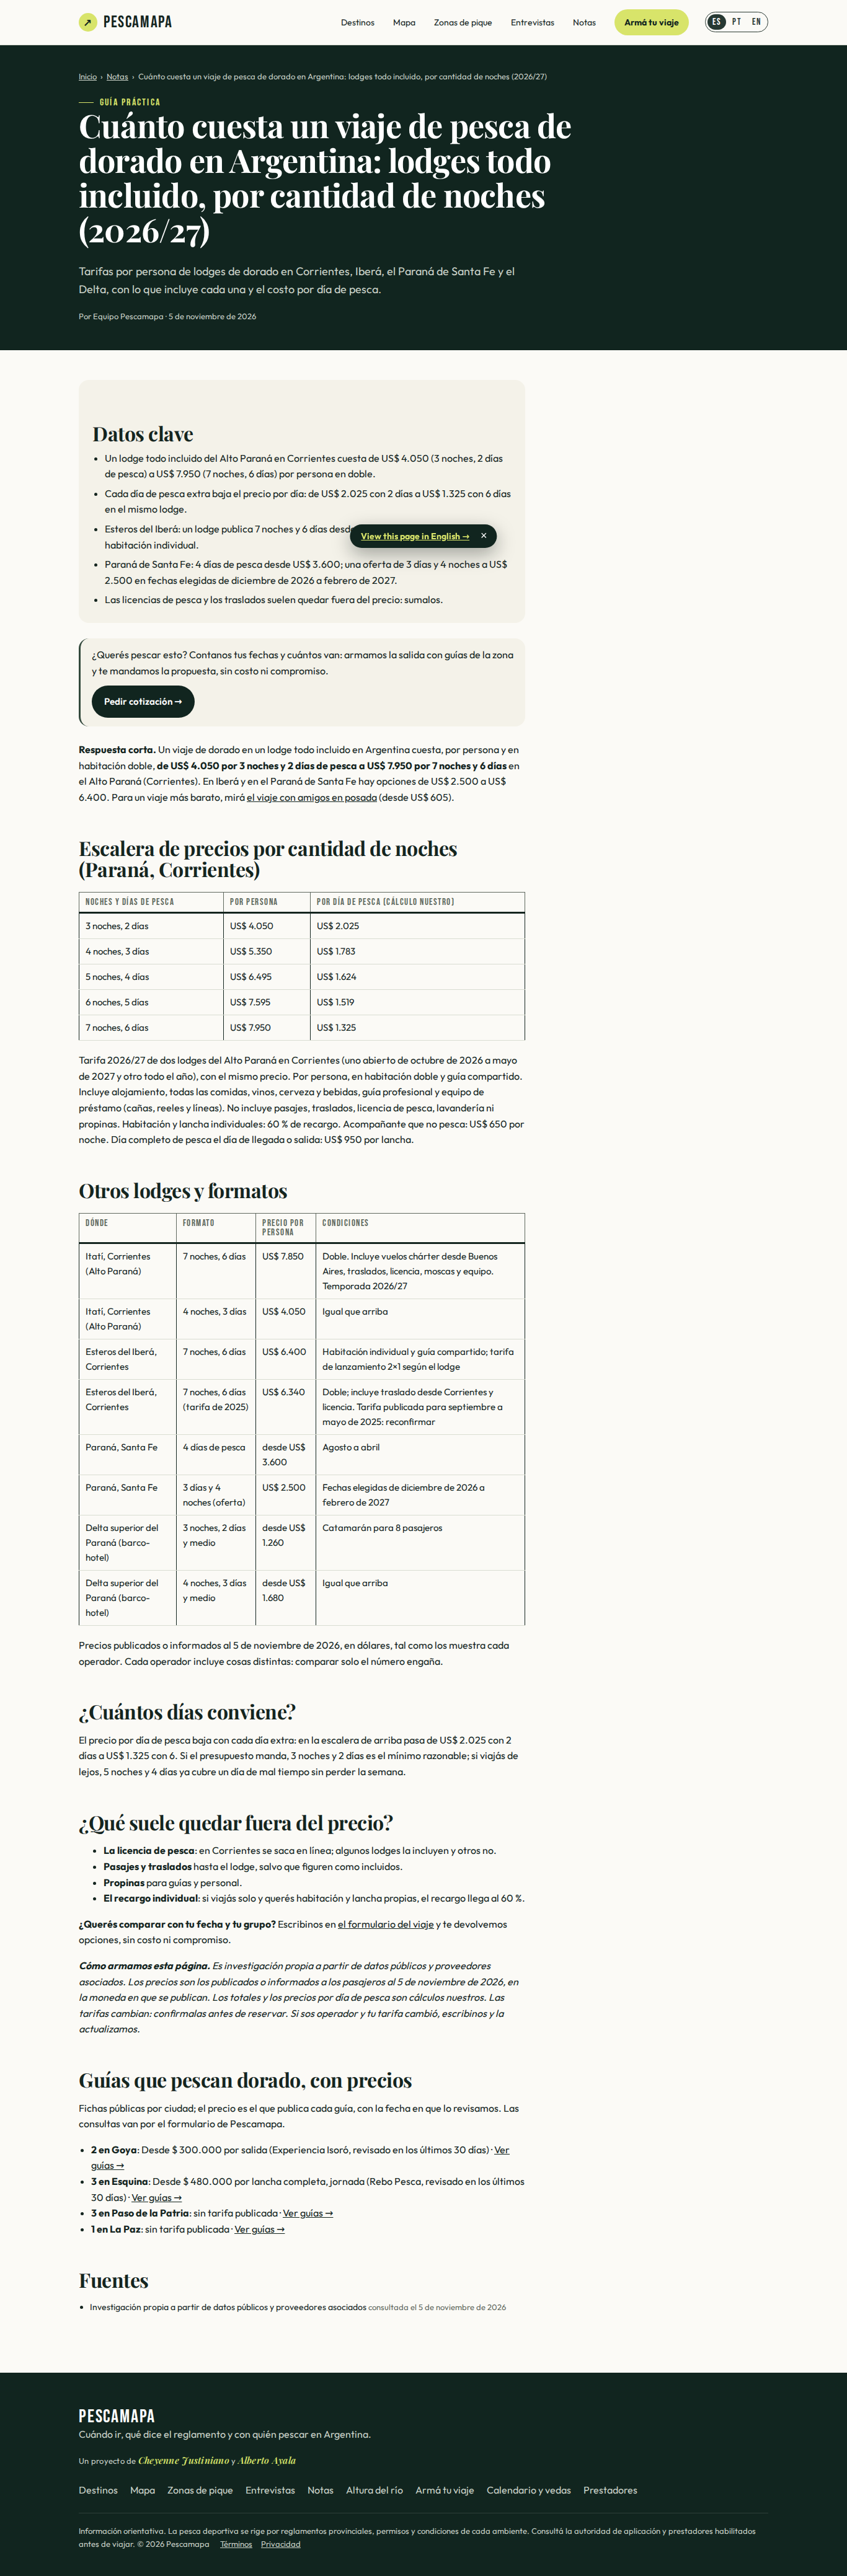 PESCAMAPA
Destinos Mapa Zonas de pique Entrevistas Notas Armá tu viaje ES PT EN
Inicio › Notas › Cuánto cuesta un viaje de pesca de dorado en Argentina: lodges todo incluido, por cantidad de noches (2026/27)
GUÍA PRÁCTICA
Cuánto cuesta un viaje de pesca de
dorado en Argentina: lodges todo
incluido, por cantidad de noches
(2026/27)
Tarifas por persona de lodges de dorado en Corrientes, Iberá, el Paraná de Santa Fe y el
Delta, con lo que incluye cada una y el costo por día de pesca.
Por Equipo Pescamapa · 5 de noviembre de 2026
Datos clave
• Un lodge todo incluido del Alto Paraná en Corrientes cuesta de US$ 4.050 (3 noches, 2 días
de pesca) a US$ 7.950 (7 noches, 6 días) por persona en doble.
• Cada día de pesca extra baja el precio por día: de US$ 2.025 con 2 días a US$ 1.325 con 6 días
en el mismo lodge.
• Esteros del Iberá: un lodge publica 7 noches y 6 días desde
View this page in English → ✕
habitación individual.
• Paraná de Santa Fe: 4 días de pesca desde US$ 3.600; una oferta de 3 días y 4 noches a US$
2.500 en fechas elegidas de diciembre de 2026 a febrero de 2027.
• Las licencias de pesca y los traslados suelen quedar fuera del precio: sumalos.
¿Querés pescar esto? Contanos tus fechas y cuántos van: armamos la salida con guías de la zona
y te mandamos la propuesta, sin costo ni compromiso.
Pedir cotización →
Respuesta corta. Un viaje de dorado en un lodge todo incluido en Argentina cuesta, por persona y en
habitación doble, de US$ 4.050 por 3 noches y 2 días de pesca a US$ 7.950 por 7 noches y 6 días en
el Alto Paraná (Corrientes). En Iberá y en el Paraná de Santa Fe hay opciones de US$ 2.500 a US$
6.400. Para un viaje más barato, mirá el viaje con amigos en posada (desde US$ 605).
Escalera de precios por cantidad de noches
(Paraná, Corrientes)
NOCHES Y DÍAS DE PESCA POR PERSONA POR DÍA DE PESCA (CÁLCULO NUESTRO)
3 noches, 2 días US$ 4.050 US$ 2.025
4 noches, 3 días US$ 5.350 US$ 1.783
5 noches, 4 días US$ 6.495 US$ 1.624
6 noches, 5 días US$ 7.595 US$ 1.519
7 noches, 6 días US$ 7.950 US$ 1.325
Tarifa 2026/27 de dos lodges del Alto Paraná en Corrientes (uno abierto de octubre de 2026 a mayo
de 2027 y otro todo el año), con el mismo precio. Por persona, en habitación doble y guía compartido.
Incluye alojamiento, todas las comidas, vinos, cerveza y bebidas, guía profesional y equipo de
préstamo (cañas, reeles y líneas). No incluye pasajes, traslados, licencia de pesca, lavandería ni
propinas. Habitación y lancha individuales: 60 % de recargo. Acompañante que no pesca: US$ 650 por
noche. Día completo de pesca el día de llegada o salida: US$ 950 por lancha.
Otros lodges y formatos
DÓNDE FORMATO PRECIO POR
PERSONA CONDICIONES
Itatí, Corrientes
(Alto Paraná) 7 noches, 6 días US$ 7.850 Doble. Incluye vuelos chárter desde Buenos
Aires, traslados, licencia, moscas y equipo.
Temporada 2026/27
Itatí, Corrientes
(Alto Paraná) 4 noches, 3 días US$ 4.050 Igual que arriba
Esteros del Iberá,
Corrientes 7 noches, 6 días US$ 6.400 Habitación individual y guía compartido; tarifa
de lanzamiento 2×1 según el lodge
Esteros del Iberá,
Corrientes 7 noches, 6 días
(tarifa de 2025) US$ 6.340 Doble; incluye traslado desde Corrientes y
licencia. Tarifa publicada para septiembre a
mayo de 2025: reconfirmar
Paraná, Santa Fe 4 días de pesca desde US$
3.600 Agosto a abril
Paraná, Santa Fe 3 días y 4
noches (oferta) US$ 2.500 Fechas elegidas de diciembre de 2026 a
febrero de 2027
Delta superior del
Paraná (barco-
hotel) 3 noches, 2 días
y medio desde US$
1.260 Catamarán para 8 pasajeros
Delta superior del
Paraná (barco-
hotel) 4 noches, 3 días
y medio desde US$
1.680 Igual que arriba
Precios publicados o informados al 5 de noviembre de 2026, en dólares, tal como los muestra cada
operador. Cada operador incluye cosas distintas: comparar solo el número engaña.
¿Cuántos días conviene?
El precio por día de pesca baja con cada día extra: en la escalera de arriba pasa de US$ 2.025 con 2
días a US$ 1.325 con 6. Si el presupuesto manda, 3 noches y 2 días es el mínimo razonable; si viajás de
lejos, 5 noches y 4 días ya cubre un día de mal tiempo sin perder la semana.
¿Qué suele quedar fuera del precio?
• La licencia de pesca: en Corrientes se saca en línea; algunos lodges la incluyen y otros no.
• Pasajes y traslados hasta el lodge, salvo que figuren como incluidos.
• Propinas para guías y personal.
• El recargo individual: si viajás solo y querés habitación y lancha propias, el recargo llega al 60 %.
¿Querés comparar con tu fecha y tu grupo? Escribinos en el formulario del viaje y te devolvemos
opciones, sin costo ni compromiso.
Cómo armamos esta página. Es investigación propia a partir de datos públicos y proveedores
asociados. Los precios son los publicados o informados a los pasajeros al 5 de noviembre de 2026, en
la moneda en que se publican. Los totales y los precios por día de pesca son cálculos nuestros. Las
tarifas cambian: confirmalas antes de reservar. Si sos operador y tu tarifa cambió, escribinos y la
actualizamos.
Guías que pescan dorado, con precios
Fichas públicas por ciudad; el precio es el que publica cada guía, con la fecha en que lo revisamos. Las
consultas van por el formulario de Pescamapa.
• 2 en Goya: Desde $ 300.000 por salida (Experiencia Isoró, revisado en los últimos 30 días) · Ver
guías →
• 3 en Esquina: Desde $ 480.000 por lancha completa, jornada (Rebo Pesca, revisado en los últimos
30 días) · Ver guías →
• 3 en Paso de la Patria: sin tarifa publicada · Ver guías →
• 1 en La Paz: sin tarifa publicada · Ver guías →
Fuentes
• Investigación propia a partir de datos públicos y proveedores asociados consultada el 5 de noviembre de 2026
PESCAMAPA
Cuándo ir, qué dice el reglamento y con quién pescar en Argentina.
Un proyecto de Cheyenne Justiniano y Alberto Ayala
Destinos Mapa Zonas de pique Entrevistas Notas Altura del río Armá tu viaje Calendario y vedas Prestadores
Información orientativa. La pesca deportiva se rige por reglamentos provinciales, permisos y condiciones de cada ambiente. Consultá la autoridad de aplicación y prestadores habilitados
antes de viajar. © 2026 Pescamapa Términos Privacidad